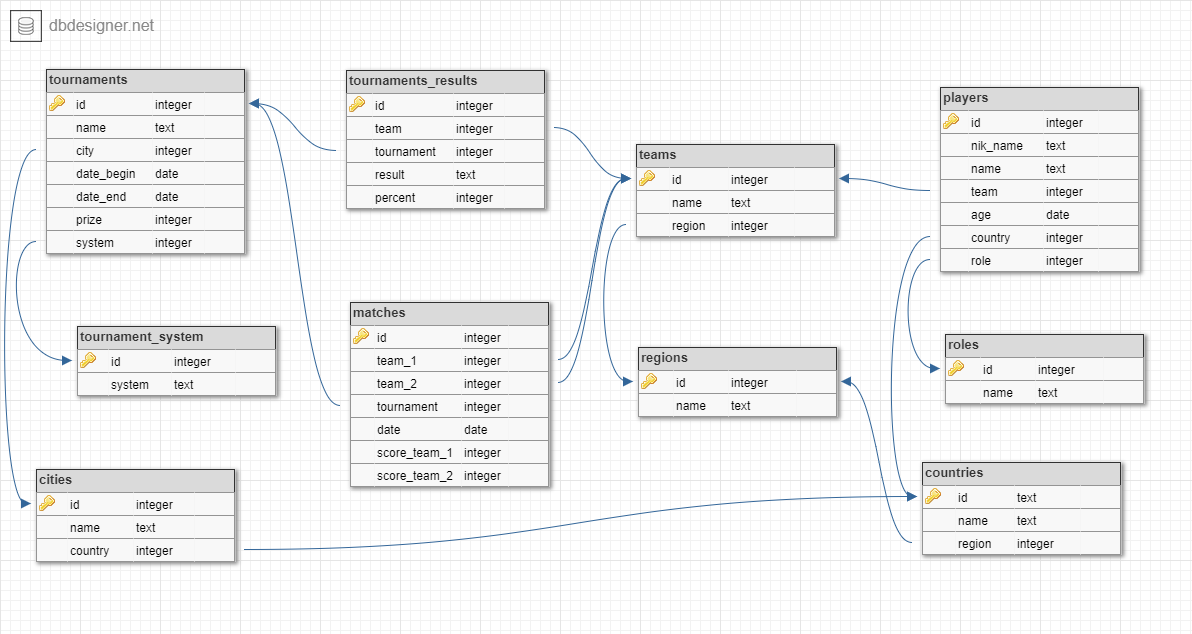 dbdesigner.net
tournaments
id integer
name text
city integer
date_begin date
date_end date
prize integer
system integer
tournaments_results
id integer
team integer
tournament integer
result text
percent integer
teams
id integer
name text
region integer
players
id integer
nik_name text
name text
team integer
age date
country integer
role integer
tournament_system
id integer
system text
matches
id integer
team_1 integer
team_2 integer
tournament integer
date date
score_team_1 integer
score_team_2 integer
regions
id integer
name text
roles
id integer
name text
cities
id integer
name text
country integer
countries
id text
name text
region integer